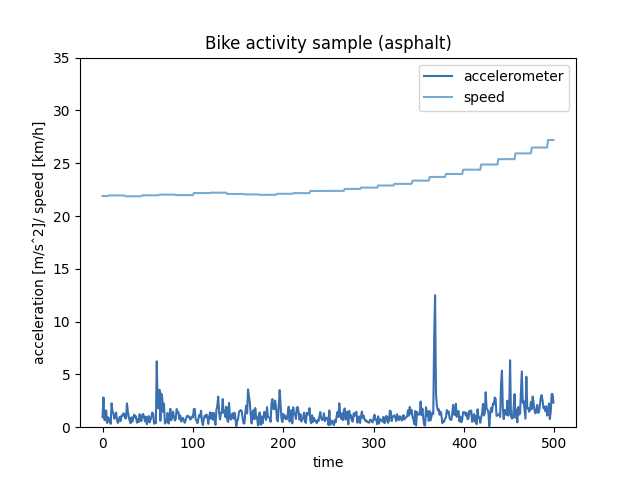 Bike activity sample (asphalt)
accelerometer
speed
35
30
25
20
15
10
5
0
acceleration [m/s^2]/ speed [km/h]
0 100 200 300 400 500
time